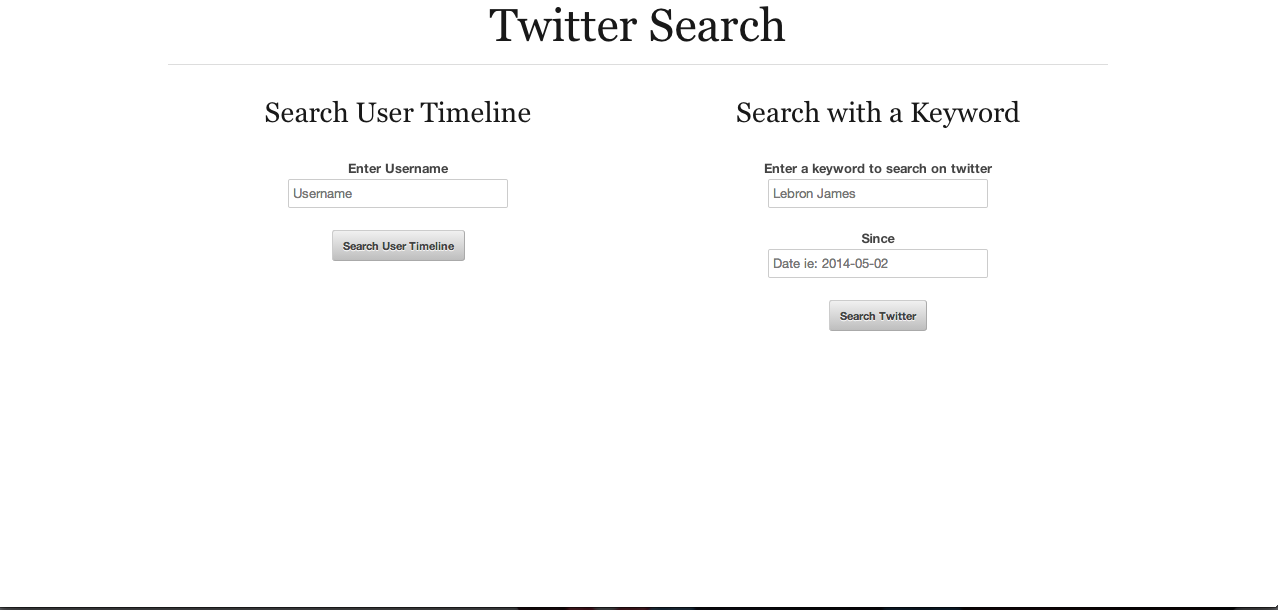 Twitter Search
Search User Timeline
Enter Username
Username
Search User Timeline
Search with a Keyword
Enter a keyword to search on twitter
Lebron James
Since
Date ie: 2014-05-02
Search Twitter